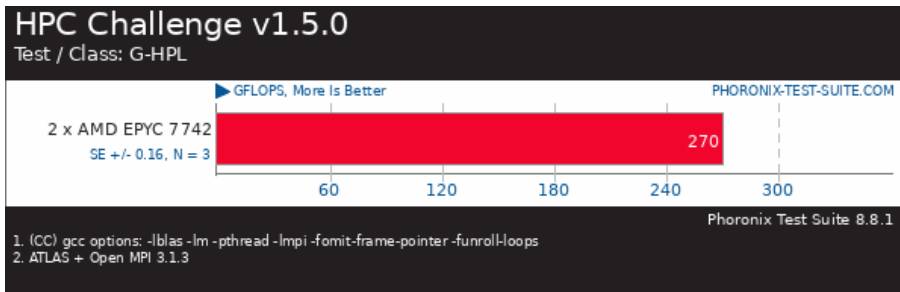 HPC Challenge v1.5.0
Test / Class: G-HPL
GFLOPS, More Is Better
PHORONIX-TEST-SUITE.COM
2 x AMD EPYC 7742
270
SE +/- 0.16, N = 3
60
120
180
240
300
Phoronix Test Suite 8.8.1
1. (CC) gcc options: -lblas -lm -pthread -lmpi -fomit-frame-pointer -funroll-loops
2. ATLAS + Open MPI 3.1.3